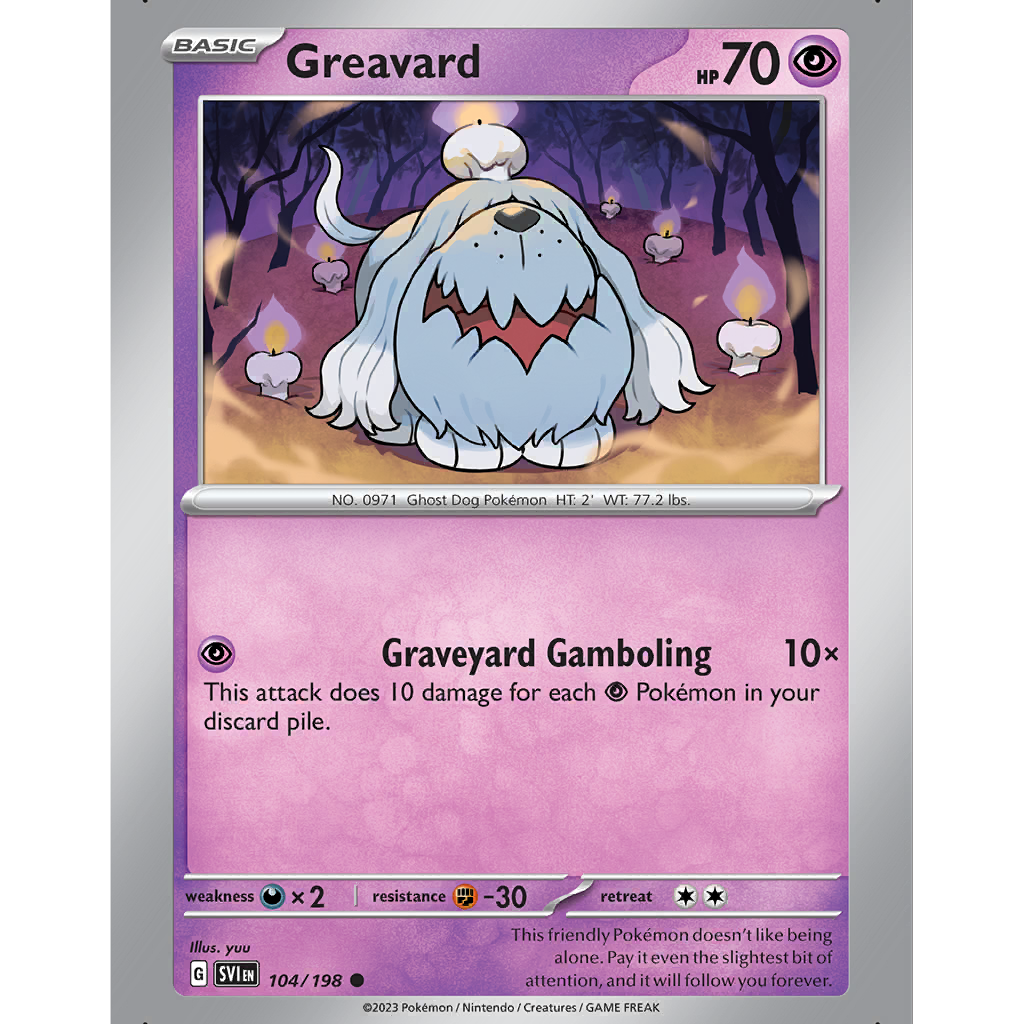 BASIC Greavard HP 70
NO. 0971 Ghost Dog Pokémon HT: 2' WT: 77.2 lbs.
Graveyard Gamboling 10×
This attack does 10 damage for each Pokémon in your
discard pile.
weakness ×2 resistance -30 retreat
Illus. yuu
G SVI EN 104/198
This friendly Pokémon doesn't like being
alone. Pay it even the slightest bit of
attention, and it will follow you forever.
©2023 Pokémon / Nintendo / Creatures / GAME FREAK